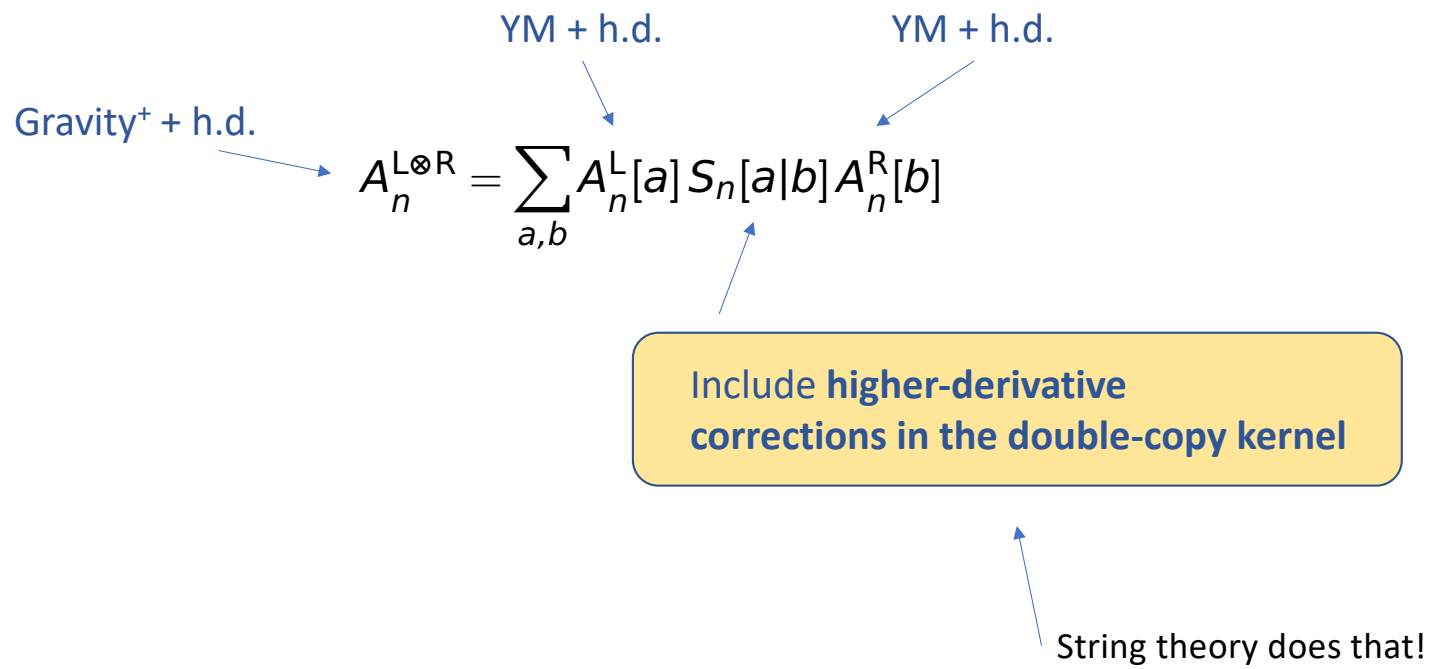 YM + h.d. YM + h.d.
Gravity⁺ + h.d.
A_n^{L⊗R} = ∑_{a,b} A_n^L[a] S_n[a|b] A_n^R[b]
Include higher-derivative
corrections in the double-copy kernel
String theory does that!